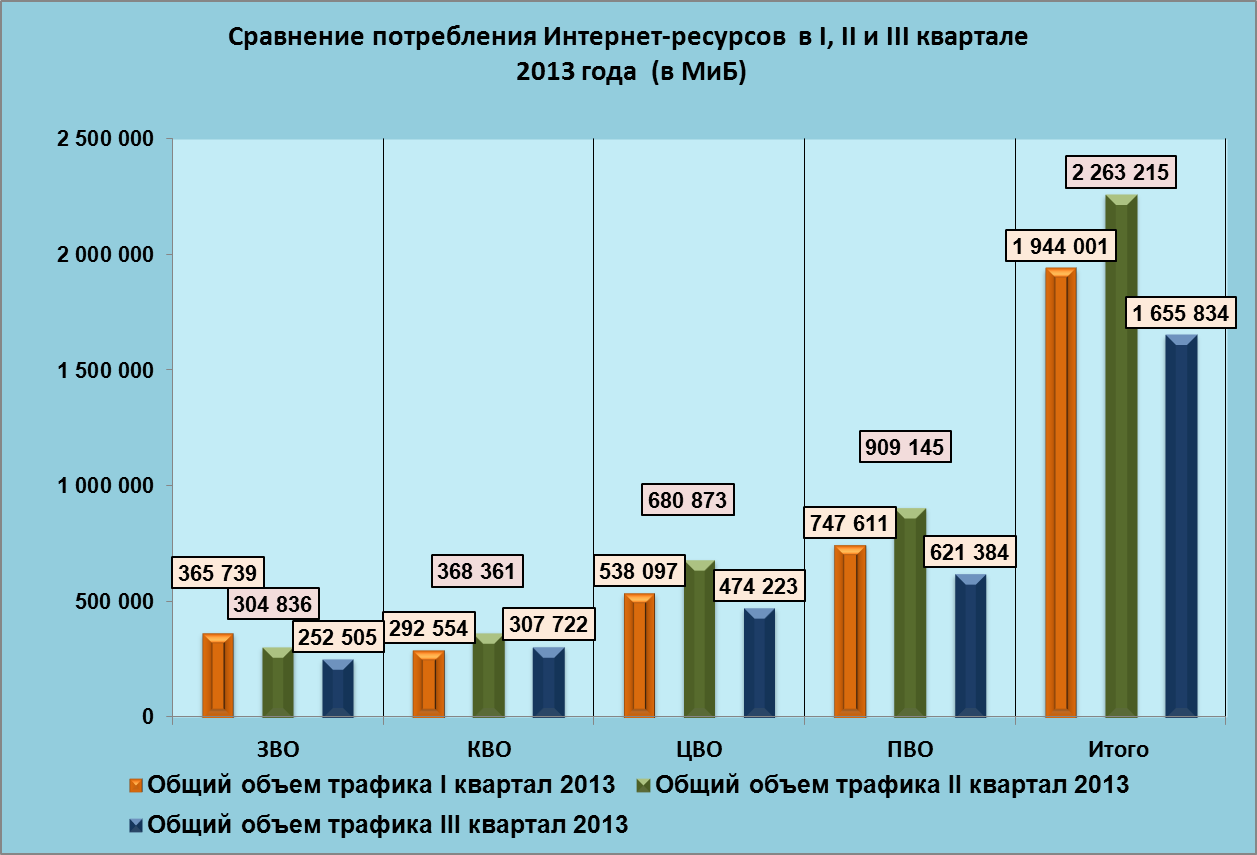 Сравнение потребления Интернет-ресурсов в I, II и III квартале
2013 года (в МиБ)
2 500 000
2 000 000
1 500 000
1 000 000
500 000
0
365 739
304 836
252 505
292 554
368 361
307 722
538 097
680 873
474 223
747 611
909 145
621 384
1 944 001
2 263 215
1 655 834
ЗВО
КВО
ЦВО
ПВО
Итого
Общий объем трафика I квартал 2013
Общий объем трафика II квартал 2013
Общий объем трафика III квартал 2013